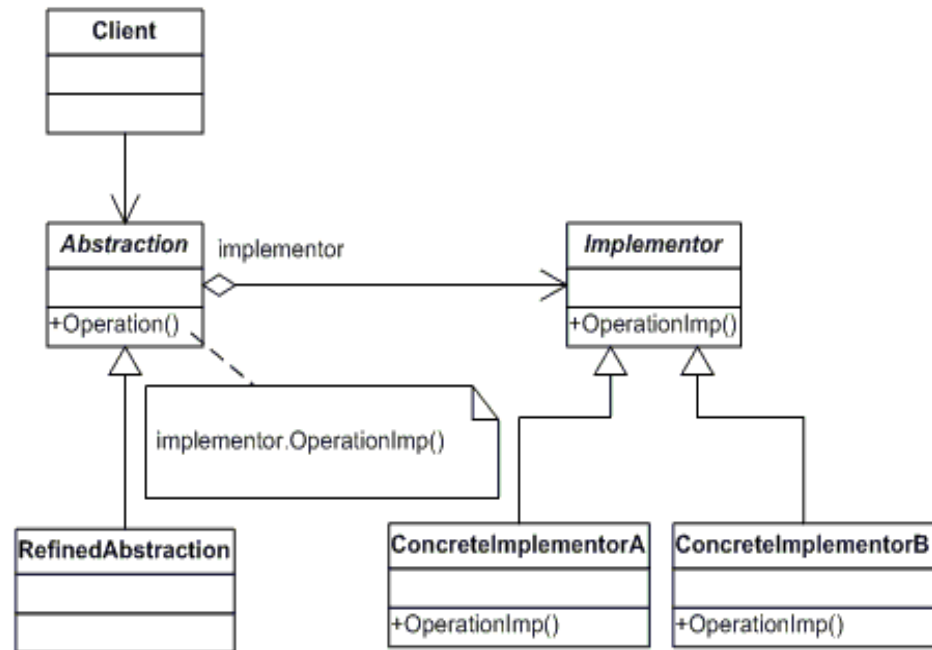 Client
Abstraction
implementor
Implementor
+Operation()
+OperationImp()
implementor.OperationImp()
RefinedAbstraction
ConcreteImplementorA
ConcreteImplementorB
+OperationImp()
+OperationImp()